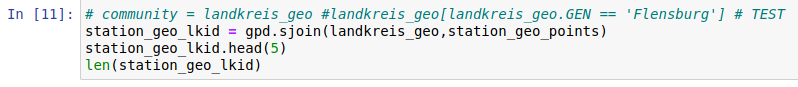 In [11]: # community = landkreis_geo #landkreis_geo[landkreis_geo.GEN == 'Flensburg'] # TEST
station_geo_lkid = gpd.sjoin(landkreis_geo,station_geo_points)
station_geo_lkid.head(5)
len(station_geo_lkid)